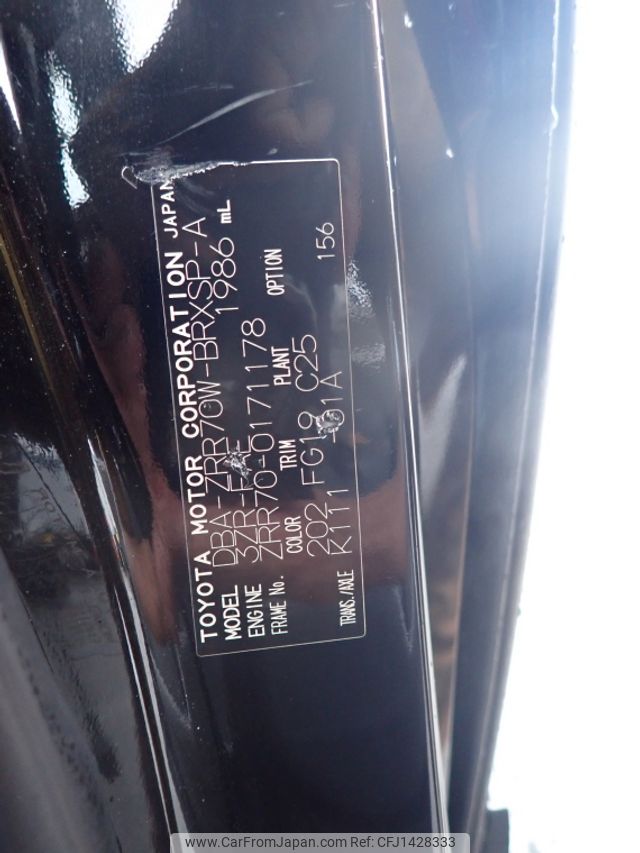 TOYOTA MOTOR CORPORATION JAPAN
MODEL DBA-ZRR70W-BRXSP-A
ENGINE 3ZR-FAE 1986 mL
FRAME No. ZRR70-0171178
COLOR TRIM PLANT OPTION
202 FG19 C25 156
TRANS./AXLE K111 -01A
www.CarFromJapan.com Ref:CFJ1428333